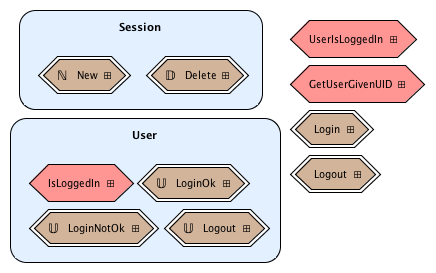 Session
ℕ New ⊞
𝔻 Delete ⊞
User
IsLoggedIn ⊞
𝕌 LoginOk ⊞
𝕌 LoginNotOk ⊞
𝕌 Logout ⊞
UserIsLoggedIn ⊞
GetUserGivenUID ⊞
Login ⊞
Logout ⊞